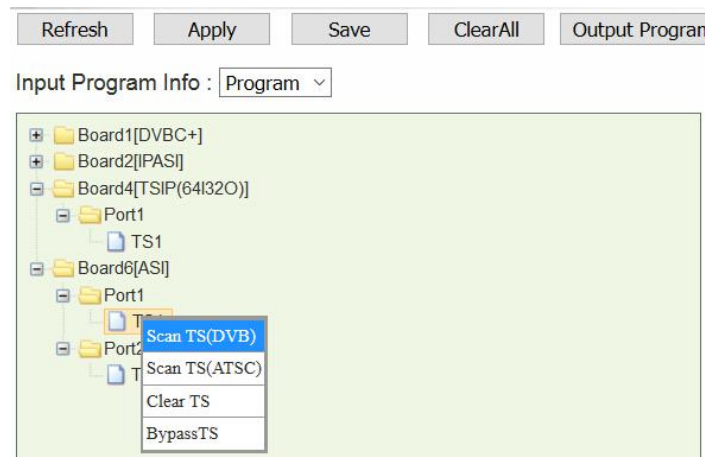 Refresh Apply Save ClearAll Output Program
Input Program Info : Program
Board1[DVBC+]
Board2[IPASI]
Board4[TSIP(64I32O)]
Port1
TS1
Board6[ASI]
Port1
Scan TS(DVB)
Port2
Scan TS(ATSC)
Clear TS
BypassTS